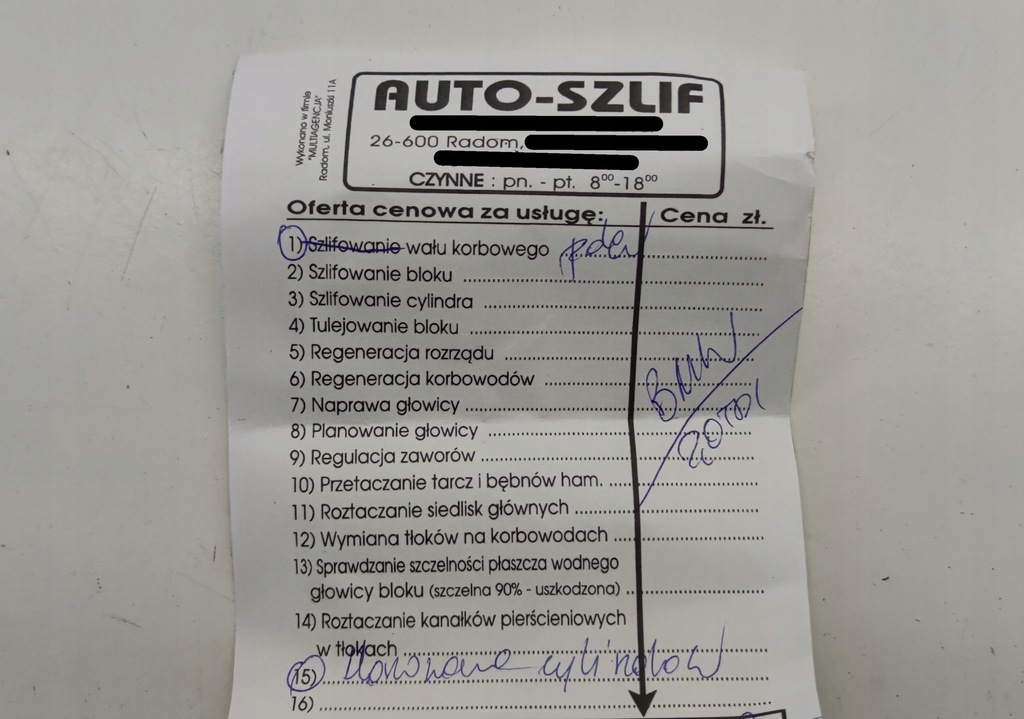 Wykonano w firmie
"MULTIAGENCJA"
Radom, ul. Moniuszki 11A
AUTO-SZLIF
26-600 Radom,
CZYNNE : pn. - pt. 8⁰⁰-18⁰⁰
Oferta cenowa za usługę: Cena zł.
1) Szlifowanie wału korbowego
2) Szlifowanie bloku
3) Szlifowanie cylindra
4) Tulejowanie bloku
5) Regeneracja rozrządu
6) Regeneracja korbowodów
BMW
7) Naprawa głowicy
8) Planowanie głowicy
20TDI
9) Regulacja zaworów
10) Przetaczanie tarcz i bębnów ham.
11) Roztaczanie siedlisk głównych
12) Wymiana tłoków na korbowodach
13) Sprawdzanie szczelności płaszcza wodnego
głowicy bloku (szczelna 90% - uszkodzona)
14) Roztaczanie kanałków pierścieniowych
w tłokach
15) Honowanie cylindrów
16)